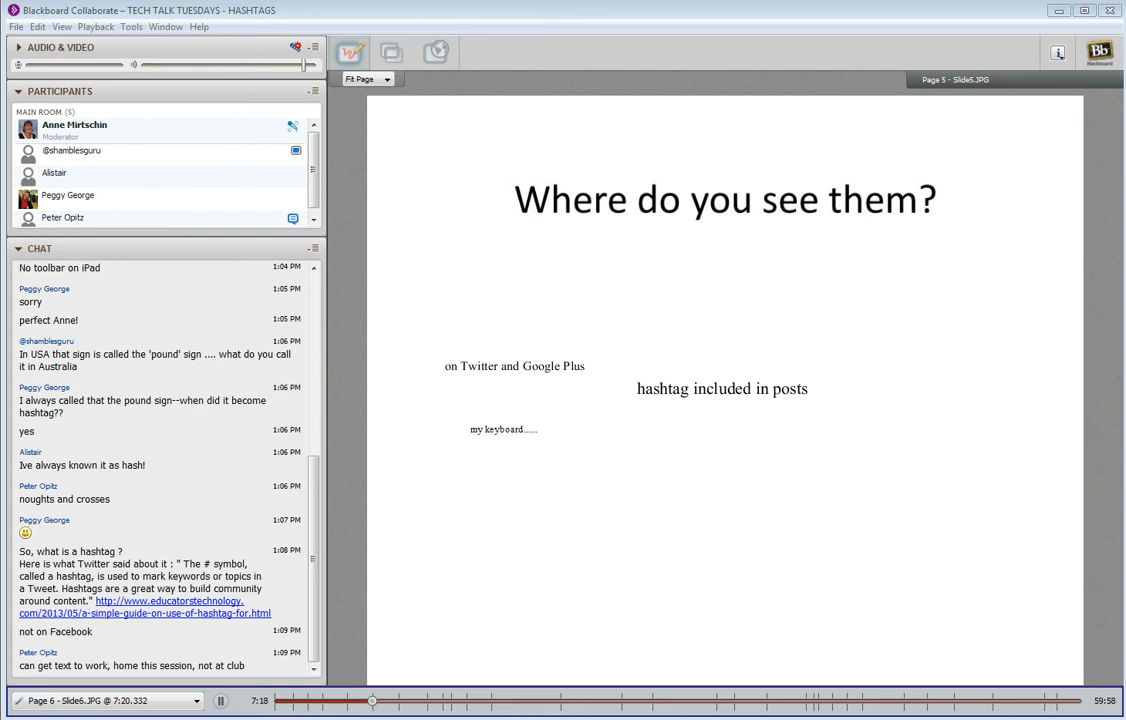 Blackboard Collaborate – TECH TALK TUESDAYS - HASHTAGS
File Edit View Playback Tools Window Help
AUDIO & VIDEO
PARTICIPANTS
MAIN ROOM (5)
Anne Mirtschin
Moderator
@shamblesguru
Alistair
Peggy George
Peter Opitz
CHAT
No toolbar on iPad 1:04 PM
Peggy George 1:05 PM
sorry
perfect Anne! 1:05 PM
@shamblesguru 1:06 PM
In USA that sign is called the 'pound' sign .... what do you call
it in Australia
Peggy George 1:06 PM
I always called that the pound sign--when did it become
hashtag??
yes 1:06 PM
Alistair 1:06 PM
Ive always known it as hash!
Peter Opitz 1:06 PM
noughts and crosses
Peggy George 1:07 PM
So, what is a hashtag ? 1:08 PM
Here is what Twitter said about it : " The # symbol,
called a hashtag, is used to mark keywords or topics in
a Tweet. Hashtags are a great way to build community
around content." http://www.educatorstechnology.
com/2013/05/a-simple-guide-on-use-of-hashtag-for.html
not on Facebook 1:09 PM
Peter Opitz 1:09 PM
can get text to work, home this session, not at club
Fit Page
Page 5 - Slide5.JPG
Bb
Blackboard
Where do you see them?
on Twitter and Google Plus
hashtag included in posts
my keyboard......
Page 6 - Slide6.JPG @ 7:20.332
7:18
59:58